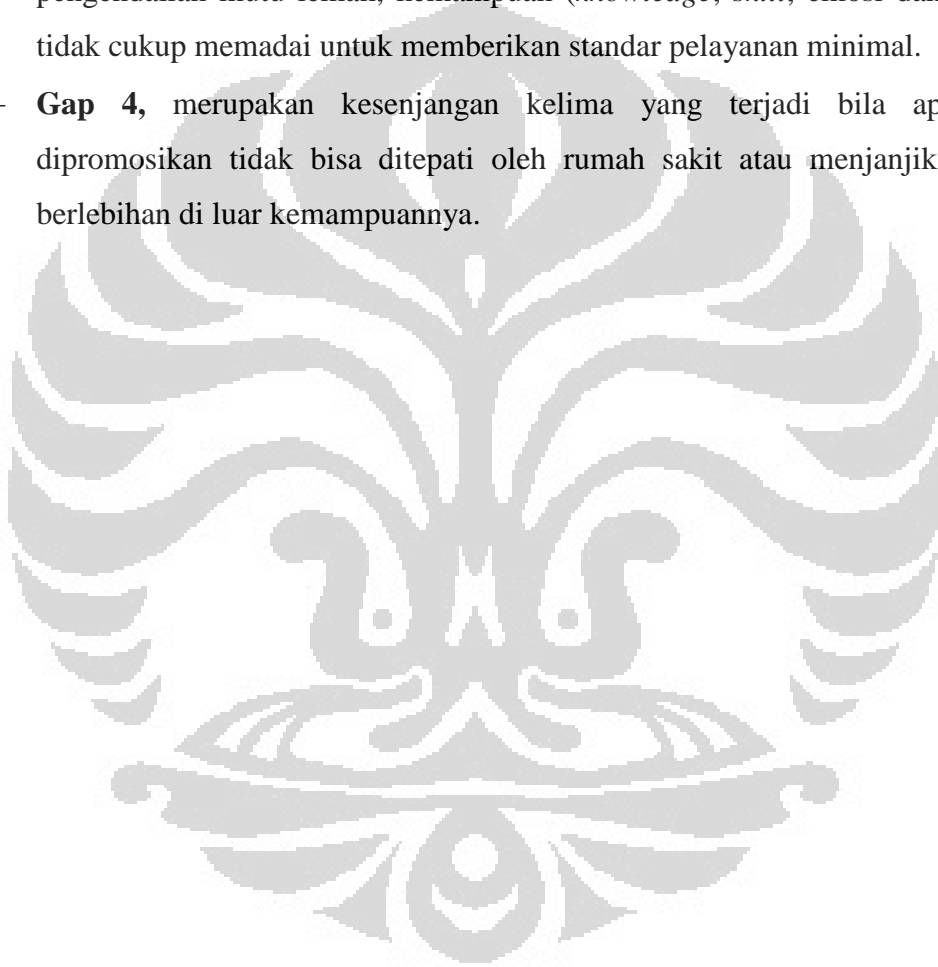 pengendalian mutu lemah, kemampuan (knowledge, skill, emosi dan
tidak cukup memadai untuk memberikan standar pelayanan minimal.
– Gap 4, merupakan kesenjangan kelima yang terjadi bila ap
dipromosikan tidak bisa ditepati oleh rumah sakit atau menjanjik
berlebihan di luar kemampuannya.